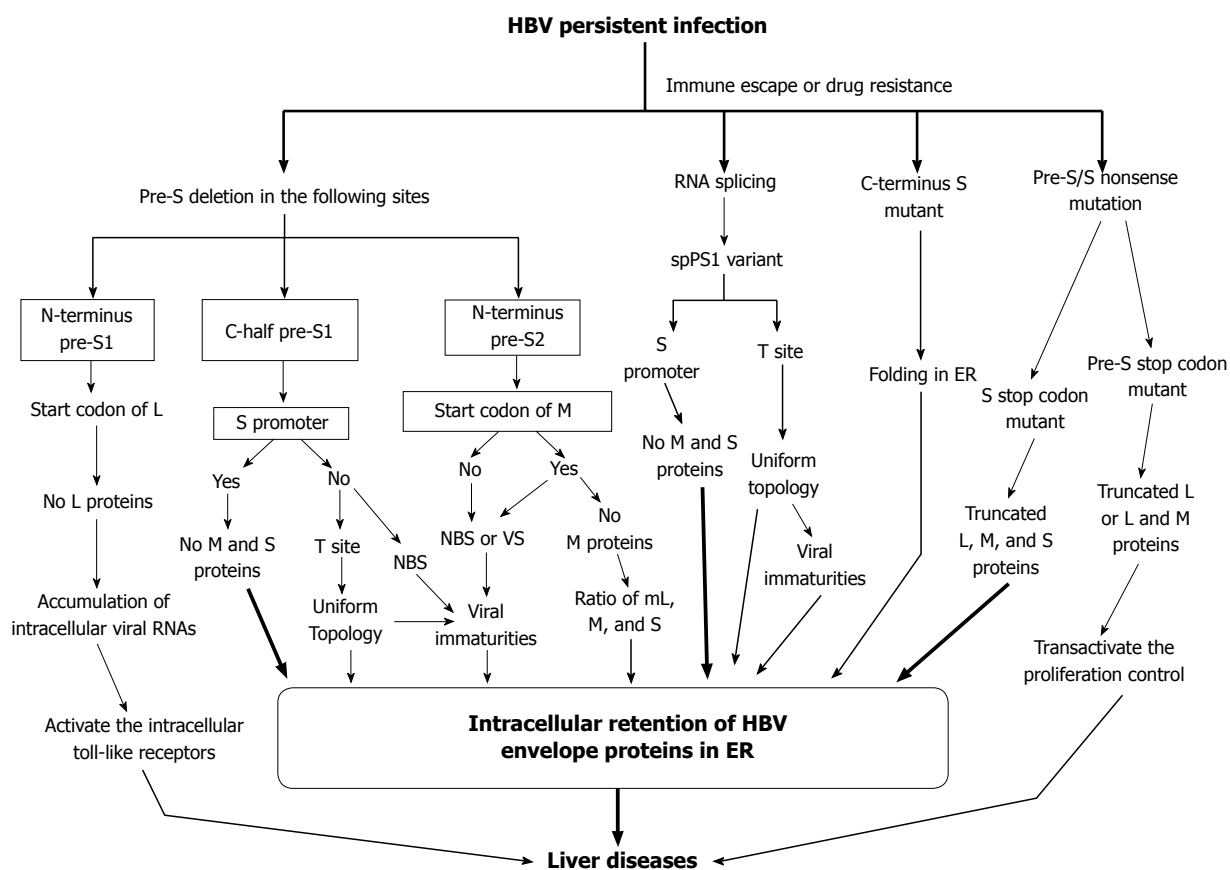 HBV persistent infection
Immune escape or drug resistance
Pre-S deletion in the following sites
RNA splicing
C-terminus S
mutant
Pre-S/S nonsense
mutation
spPS1 variant
N-terminus
pre-S1
C-half pre-S1
N-terminus
pre-S2
S
promoter
T site
Folding in ER
S stop codon
mutant
Pre-S stop codon
mutant
Start codon of L
S promoter
Start codon of M
No M and S
proteins
Uniform
topology
Yes
No
No
Yes
No L proteins
No M and S
proteins
T site
NBS
NBS or VS
No
M proteins
Viral
immaturities
Truncated
L, M, and S
proteins
Truncated L
or L and M
proteins
Accumulation of
intracellular viral RNAs
Uniform
Topology
Viral
immaturities
Ratio of mL,
M, and S
Transactivate the
proliferation control
Activate the intracellular
toll-like receptors
Intracellular retention of HBV
envelope proteins in ER
Liver diseases